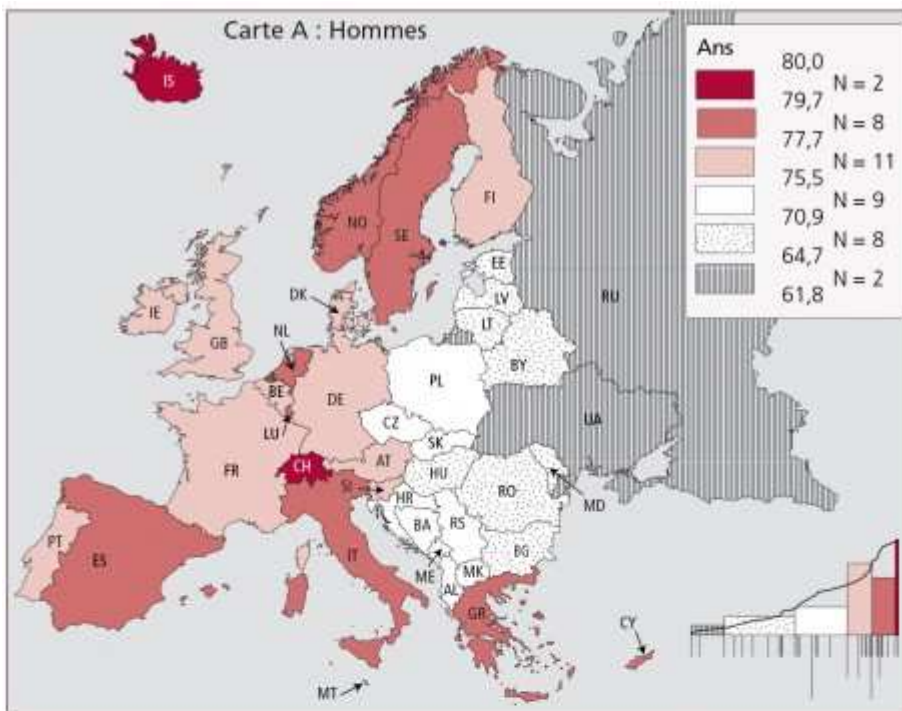 Carte A : Hommes
Ans
80,0
N = 2
79,7
N = 8
77,7
N = 11
75,5
N = 9
70,9
N = 8
64,7
N = 2
61,8
IS
NO
SE
FI
RU
EE
LV
LT
BY
DK
IE
GB
NL
BE
DE
PL
LU
CZ
SK
UA
FR
CH
AT
HU
SI
HR
RO
MD
BA
RS
PT
ES
IT
ME
MK
BG
AL
GR
CY
MT